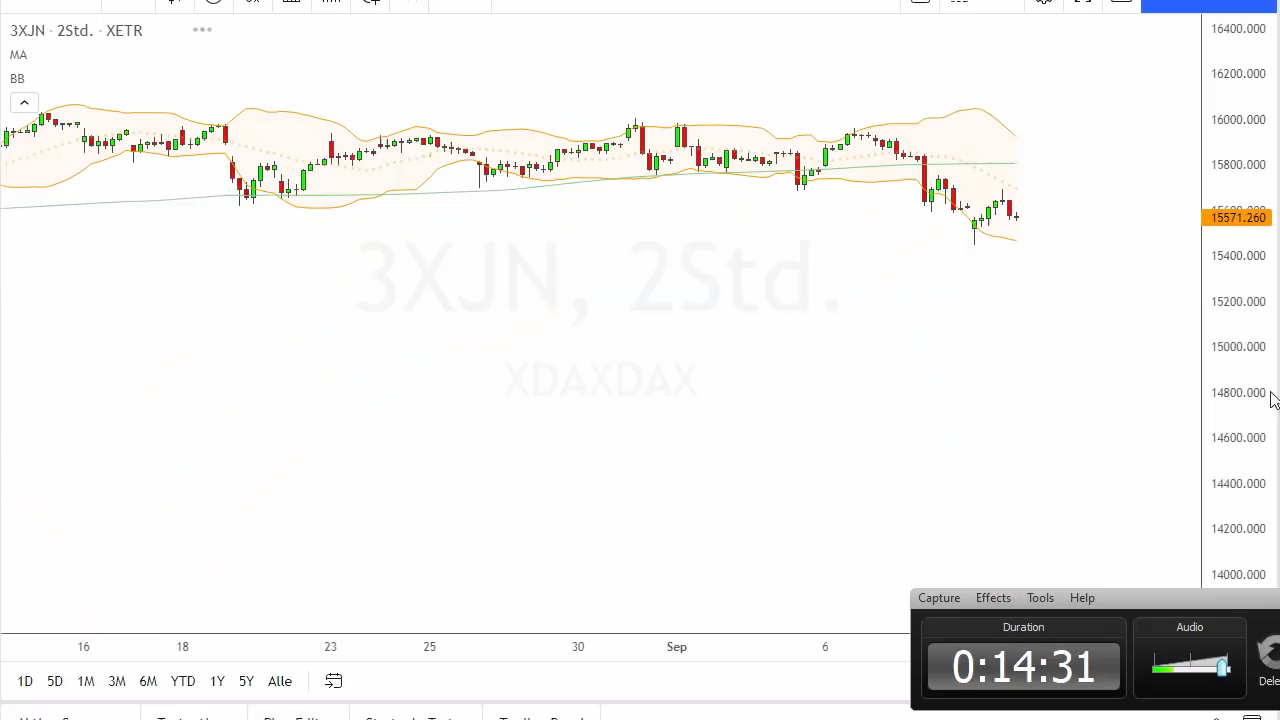 3XJN · 2Std. · XETR
MA
BB
3XJN, 2Std.
XDAXDAX
16400.000
16200.000
16000.000
15800.000
15571.260
15400.000
15200.000
15000.000
14800.000
14600.000
14400.000
14200.000
14000.000
16 18 23 25 30 Sep 6
1D 5D 1M 3M 6M YTD 1Y 5Y Alle
Capture Effects Tools Help
Duration
Audio
0:14:31